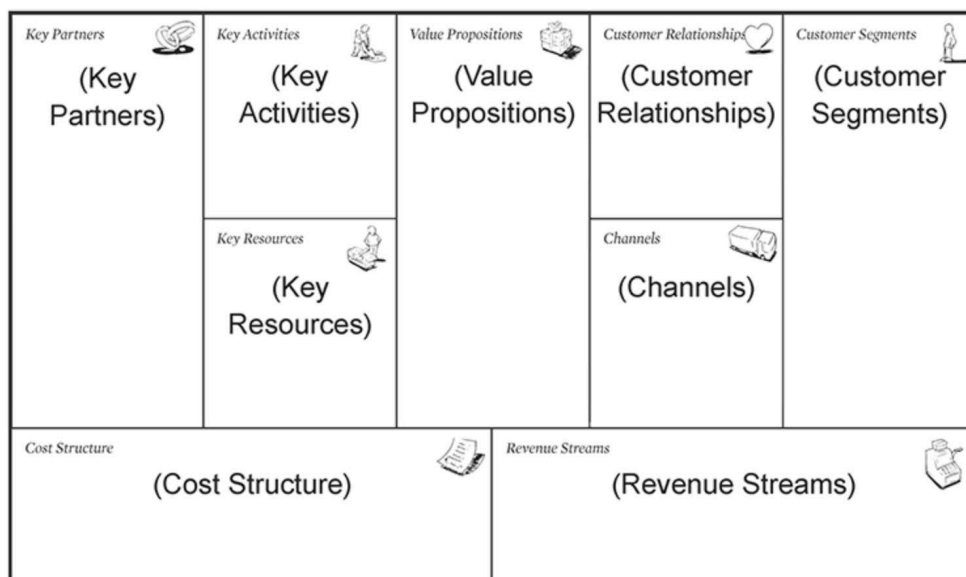 Key Partners
(Key
Partners)
Key Activities
(Key
Activities)
Key Resources
(Key
Resources)
Value Propositions
(Value
Propositions)
Customer Relationships
(Customer
Relationships)
Channels
(Channels)
Customer Segments
(Customer
Segments)
Cost Structure
(Cost Structure)
Revenue Streams
(Revenue Streams)